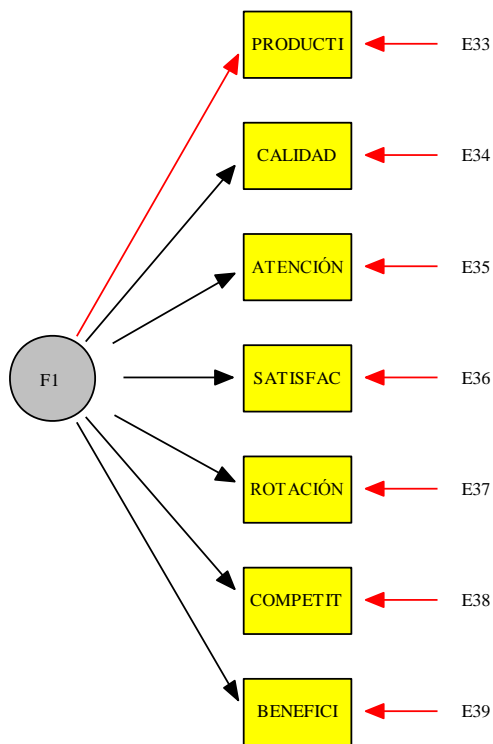 PRODUCTI E33
CALIDAD E34
ATENCIÓN E35
F1 SATISFAC E36
ROTACIÓN E37
COMPETIT E38
BENEFICI E39